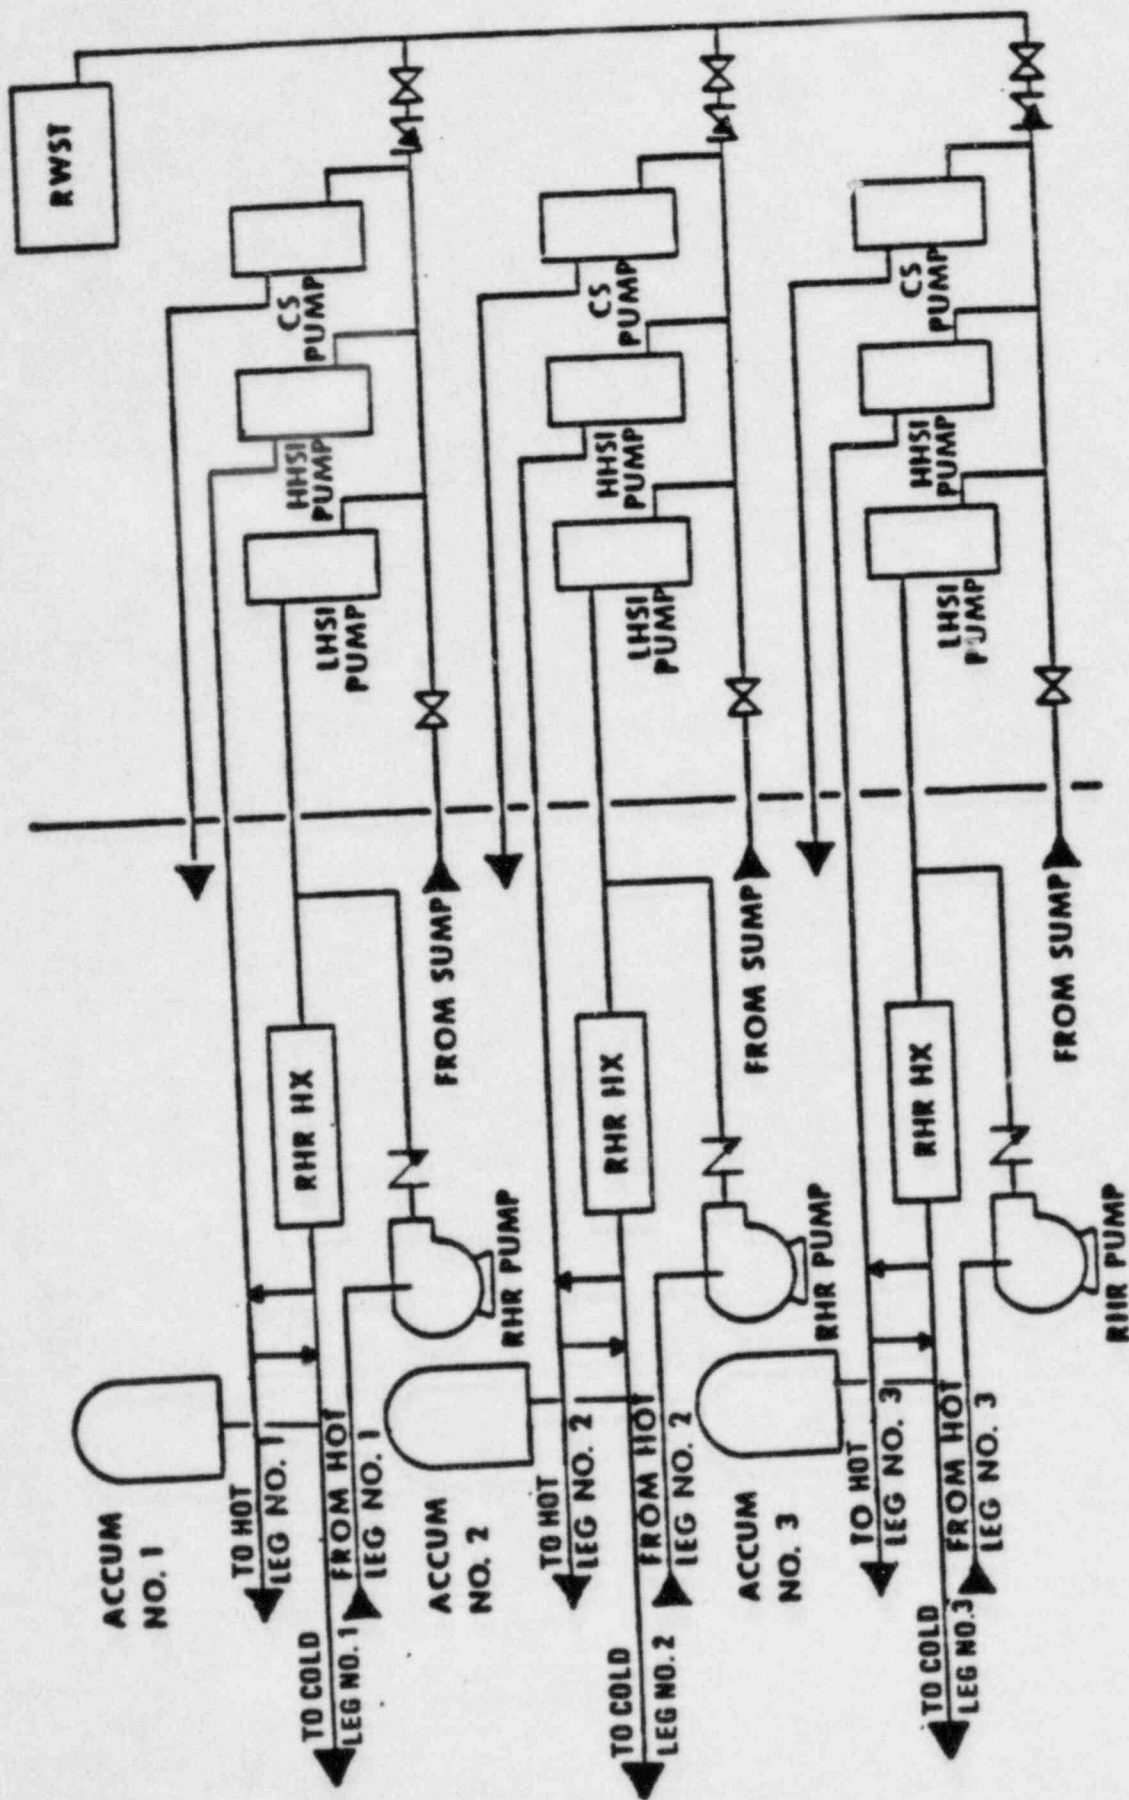 RWST
CS
PUMP
HHSI
PUMP
LHSI
PUMP
FROM SUMP
RHR HX
RHR PUMP
ACCUM
NO. 1
TO HOT
LEG NO. 1
FROM HOT
LEG NO. 1
TO COLD
LEG NO. 1
CS
PUMP
HHSI
PUMP
LHSI
PUMP
FROM SUMP
RHR HX
RHR PUMP
ACCUM
NO. 2
TO HOT
LEG NO. 2
FROM HOT
LEG NO. 2
TO COLD
LEG NO. 2
CS
PUMP
HHSI
PUMP
LHSI
PUMP
FROM SUMP
RHR HX
RHR PUMP
ACCUM
NO. 3
TO HOT
LEG NO. 3
FROM HOT
LEG NO. 3
TO COLD
LEG NO.3